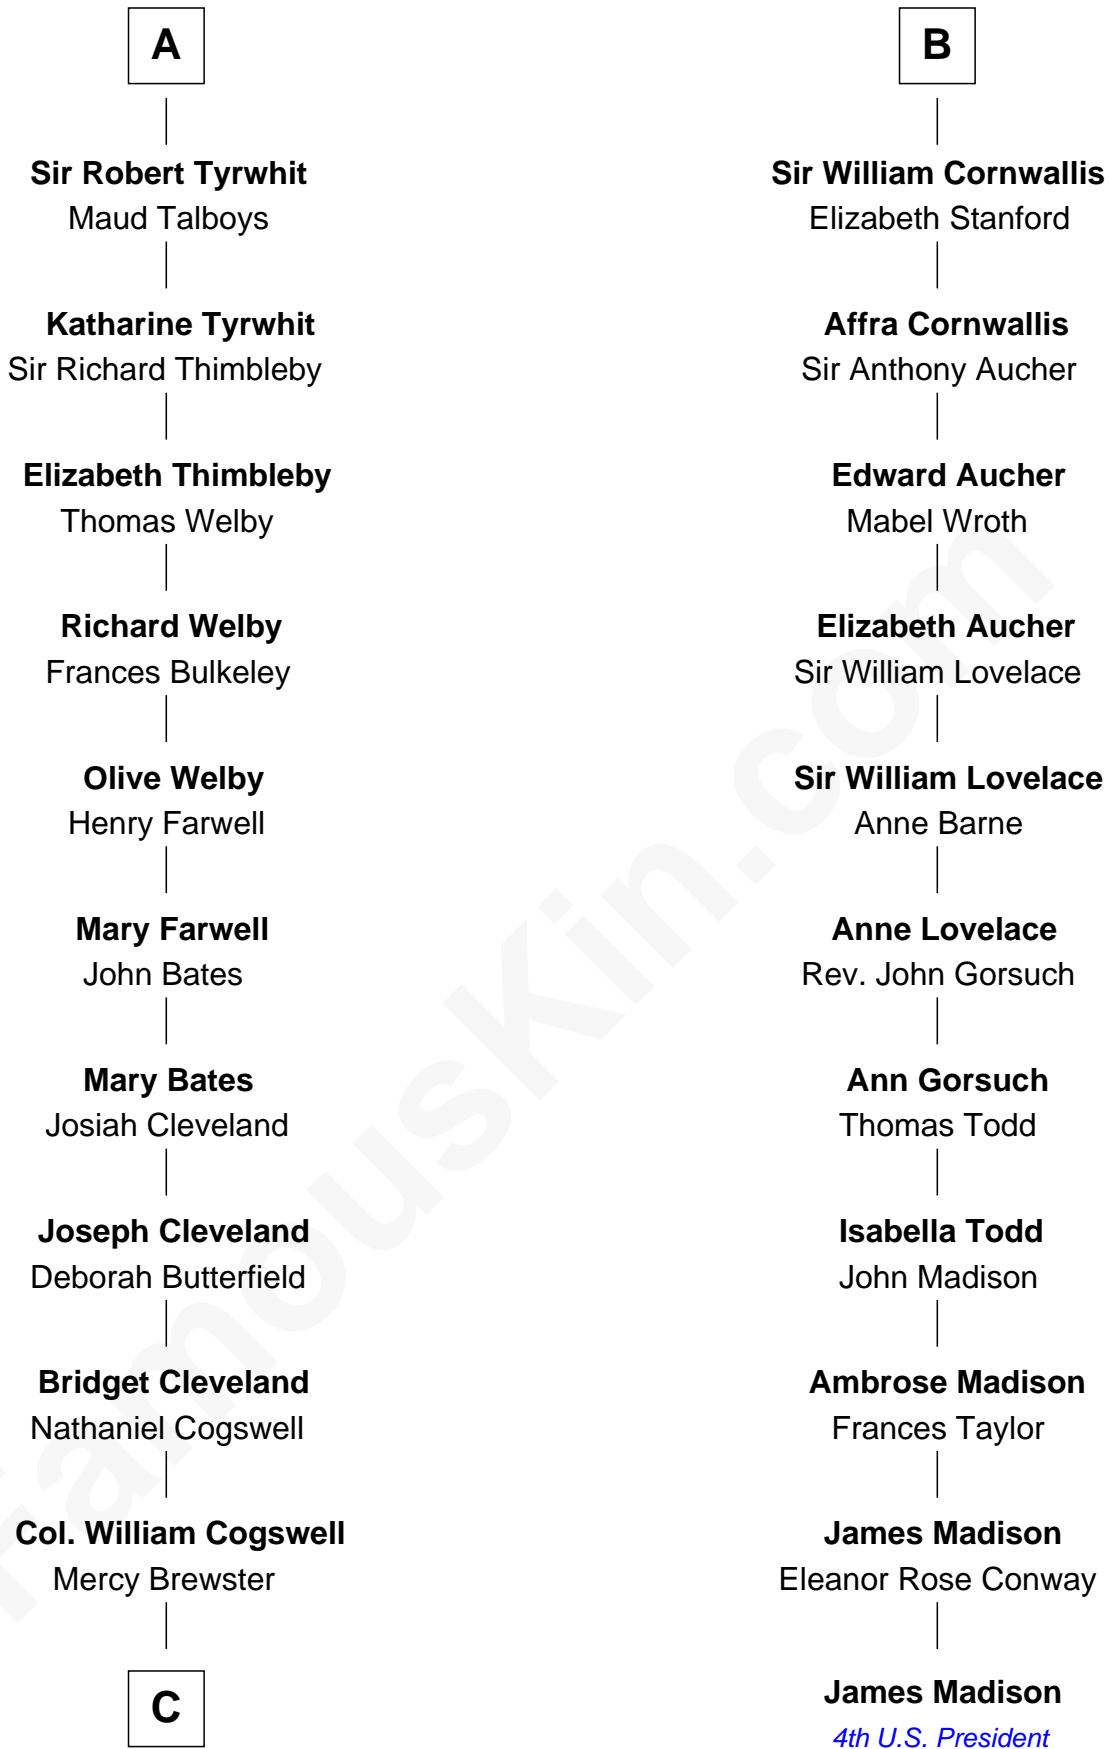 A
Sir Robert Tyrwhit
Maud Talboys
Katharine Tyrwhit
Sir Richard Thimbleby
Elizabeth Thimbleby
Thomas Welby
Richard Welby
Frances Bulkeley
Olive Welby
Henry Farwell
Mary Farwell
John Bates
Mary Bates
Josiah Cleveland
Joseph Cleveland
Deborah Butterfield
Bridget Cleveland
Nathaniel Cogswell
Col. William Cogswell
Mercy Brewster
C
B
Sir William Cornwallis
Elizabeth Stanford
Affra Cornwallis
Sir Anthony Aucher
Edward Aucher
Mabel Wroth
Elizabeth Aucher
Sir William Lovelace
Sir William Lovelace
Anne Barne
Anne Lovelace
Rev. John Gorsuch
Ann Gorsuch
Thomas Todd
Isabella Todd
John Madison
Ambrose Madison
Frances Taylor
James Madison
Eleanor Rose Conway
James Madison
4th U.S. President
FamousKin.com